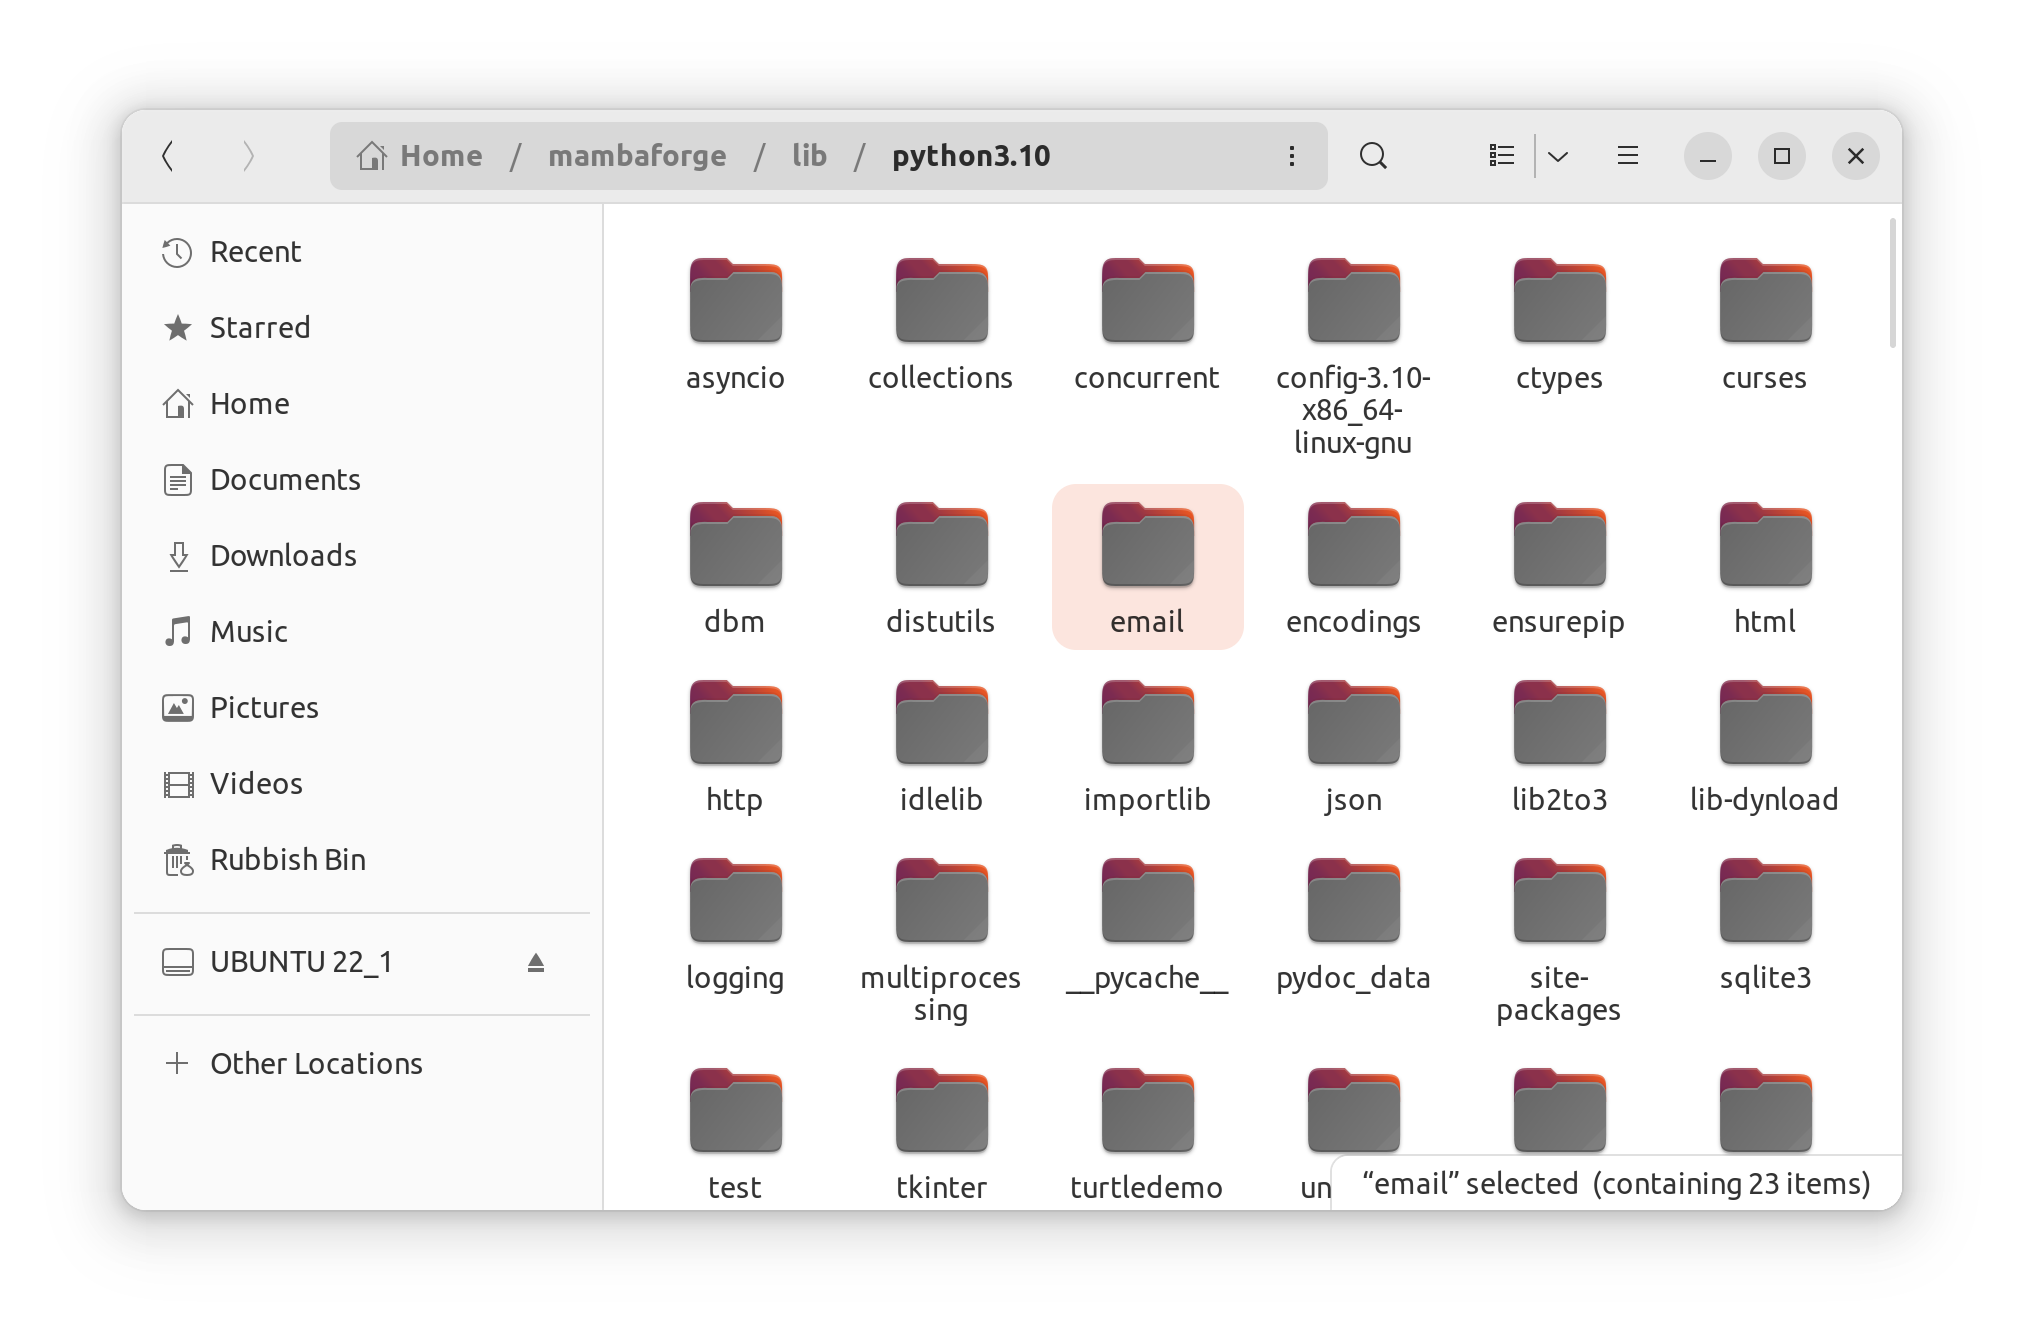 Home / mambaforge / lib / python3.10
Recent
Starred
Home
Documents
Downloads
Music
Pictures
Videos
Rubbish Bin
UBUNTU 22_1
Other Locations
asyncio
collections
concurrent
config-3.10-
x86_64-
linux-gnu
ctypes
curses
dbm
distutils
email
encodings
ensurepip
html
http
idlelib
importlib
json
lib2to3
lib-dynload
logging
multiproces
sing
__pycache__
pydoc_data
site-
packages
sqlite3
test
tkinter
turtledemo
un
“email” selected (containing 23 items)